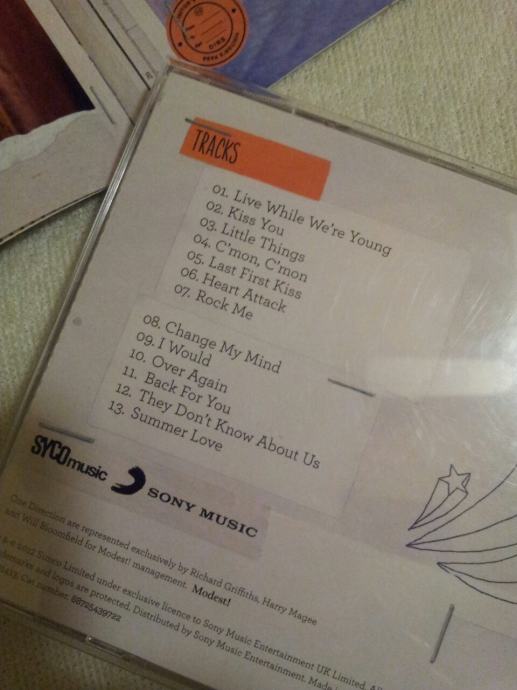 TRACKS
01. Live While We're Young
02. Kiss You
03. Little Things
04. C'mon, C'mon
05. Last First Kiss
06. Heart Attack
07. Rock Me
08. Change My Mind
09. I Would
10. Over Again
11. Back For You
12. They Don't Know About Us
13. Summer Love
SYCOmusic SONY MUSIC
One Direction are represented exclusively by Richard Griffiths, Harry Magee
and Will Bloomfield for Modest! management. Modest!
2012 Simco Limited under exclusive licence to Sony Music Entertainment UK Limited.
and logos are protected. Distributed by Sony Music Entertainment. Made
Cat number: 88725439722